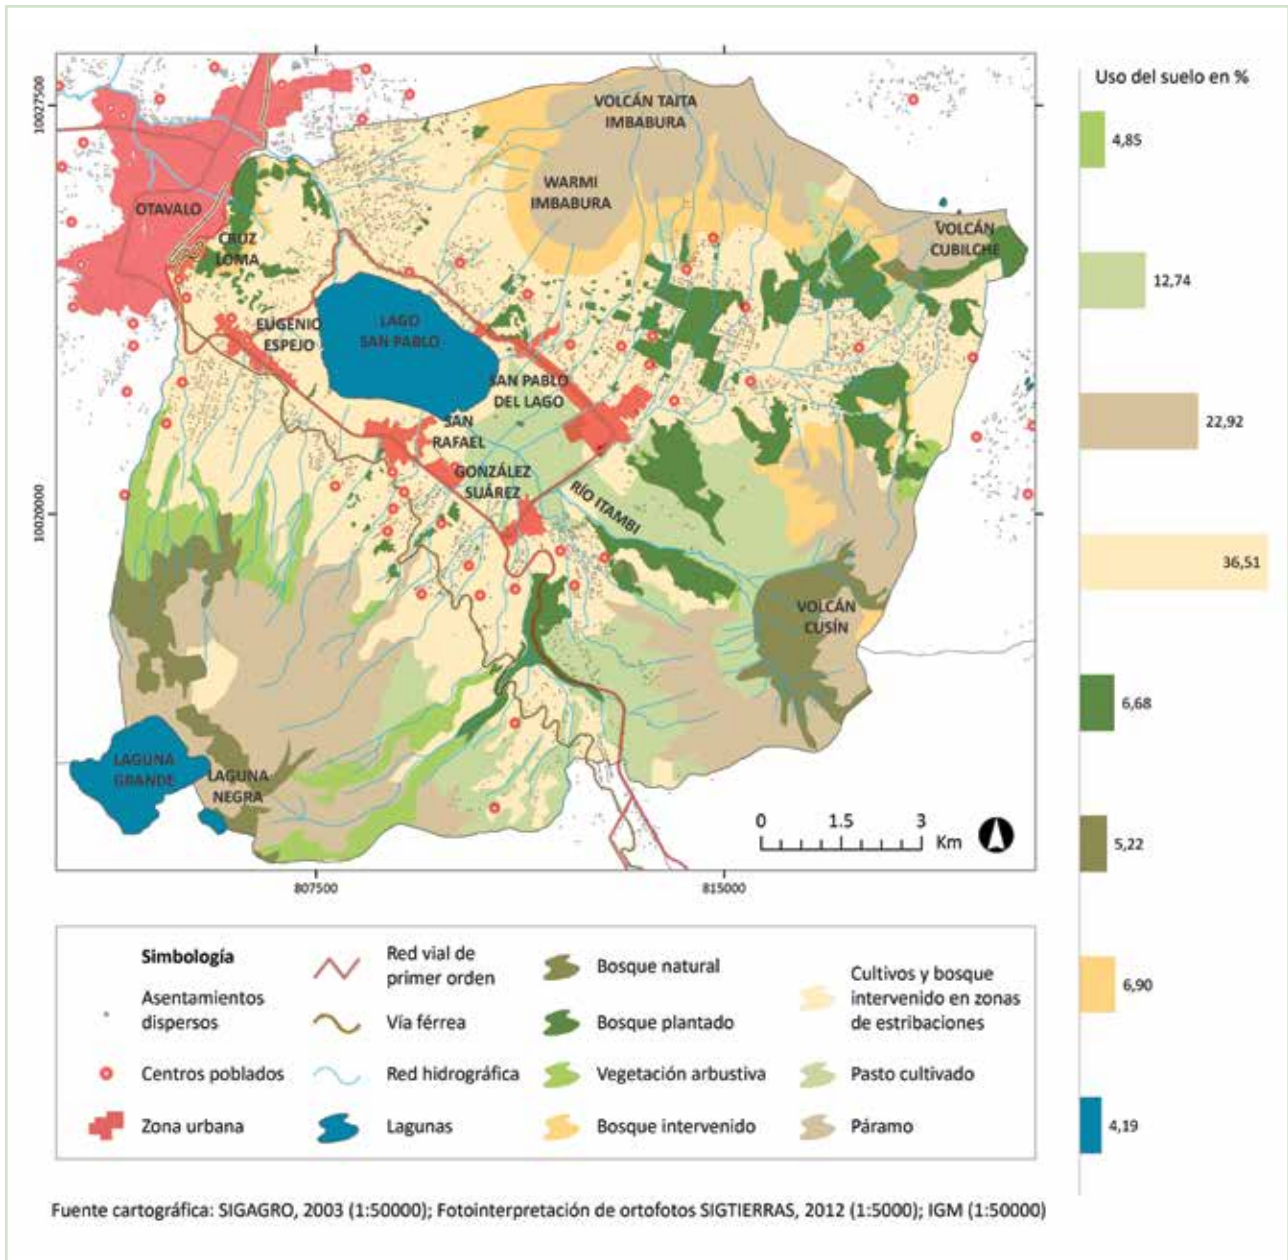 Uso del suelo en %
10027500
VOLCÁN TAITA
IMBABURA
4,85
WARMI
IMBABURA
OTAVALO
CRUZ
LOMA
VOLCÁN
CUBILCHE
12,74
EUGENIO
ESPEJO
LAGO
SAN PABLO
SAN PABLO
DEL LAGO
SAN
RAFAEL
22,92
GONZÁLEZ
SUÁREZ
RÍO ITAMBI
10020000
36,51
VOLCÁN
CUSÍN
6,68
LAGUNA
GRANDE
LAGUNA
NEGRA
0 1.5 3
Km
5,22
807500 815000
Simbología
Asentamientos
dispersos
Centros poblados
Zona urbana
Red vial de
primer orden
Vía férrea
Red hidrográfica
Lagunas
Bosque natural
Bosque plantado
Vegetación arbustiva
Bosque intervenido
Cultivos y bosque
intervenido en zonas
de estribaciones
Pasto cultivado
Páramo
6,90
4,19
Fuente cartográfica: SIGAGRO, 2003 (1:50000); Fotointerpretación de ortofotos SIGTIERRAS, 2012 (1:5000); IGM (1:50000)